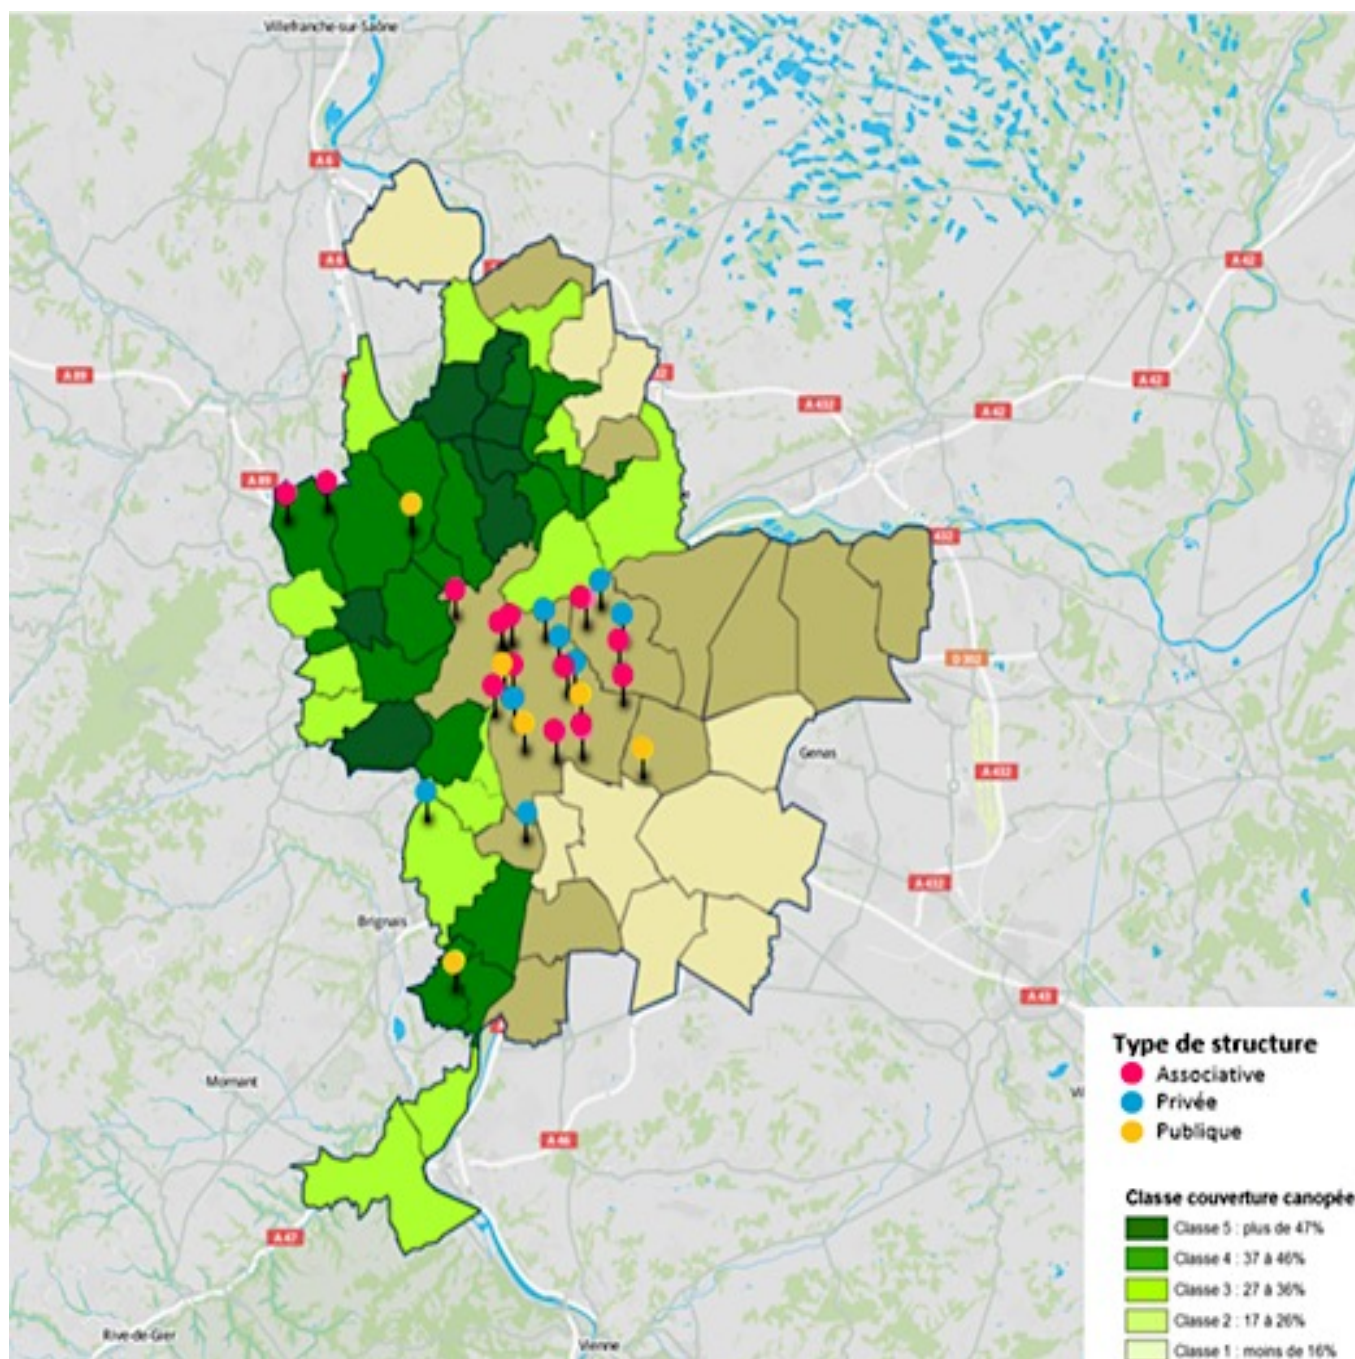 Villefranche-sur-Saône
A 6
A 6
A 42
A 89
A 42
A 432
A 42
A 89
432
D 302
Genas
A 432
A 432
Brignais
A 43
Type de structure
Associative
Mornant
Privée
Publique
A 46
Classe couverture canopée
Classe 5 : plus de 47%
A 47
Classe 4 : 37 à 46%
Classe 3 : 27 à 36%
Classe 2 : 17 à 26%
Rive-de-Gier
Vienne
Classe 1 : moins de 16%